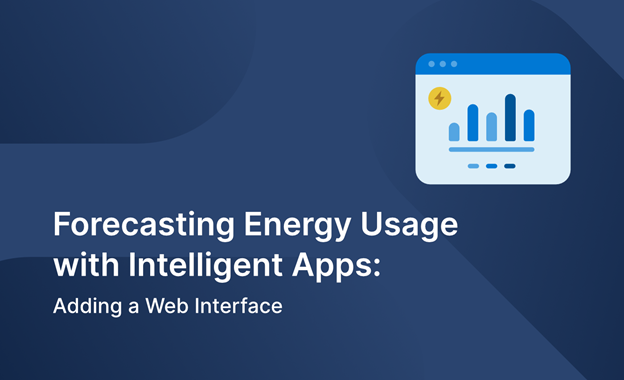 Forecasting Energy Usage
with Intelligent Apps:
Adding a Web Interface